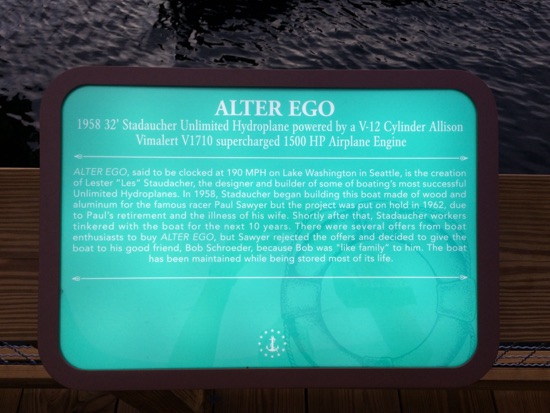 ALTER EGO
1958 32' Stadaucher Unlimited Hydroplane powered by a V-12 Cylinder Allison
Vimalert V1710 supercharged 1500 HP Airplane Engine
ALTER EGO, said to be clocked at 190 MPH on Lake Washington in Seattle, is the creation
of Lester "Les" Staudacher, the designer and builder of some of boating's most successful
Unlimited Hydroplanes. In 1958, Stadaucher began building this boat made of wood and
aluminum for the famous racer Paul Sawyer but the project was put on hold in 1962, due
to Paul's retirement and the illness of his wife. Shortly after that, Stadaucher workers
tinkered with the boat for the next 10 years. There were several offers from boat
enthusiasts to buy ALTER EGO, but Sawyer rejected the offers and decided to give the
boat to his good friend, Bob Schroeder, because Bob was "like family" to him. The boat
has been maintained while being stored most of its life.